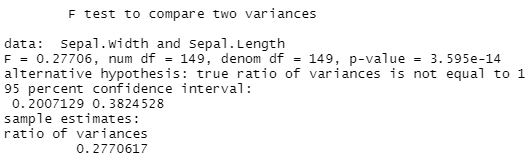 F test to compare two variances
data: Sepal.Width and Sepal.Length
F = 0.27706, num df = 149, denom df = 149, p-value = 3.595e-14
alternative hypothesis: true ratio of variances is not equal to 1
95 percent confidence interval:
0.2007129 0.3824528
sample estimates:
ratio of variances
0.2770617